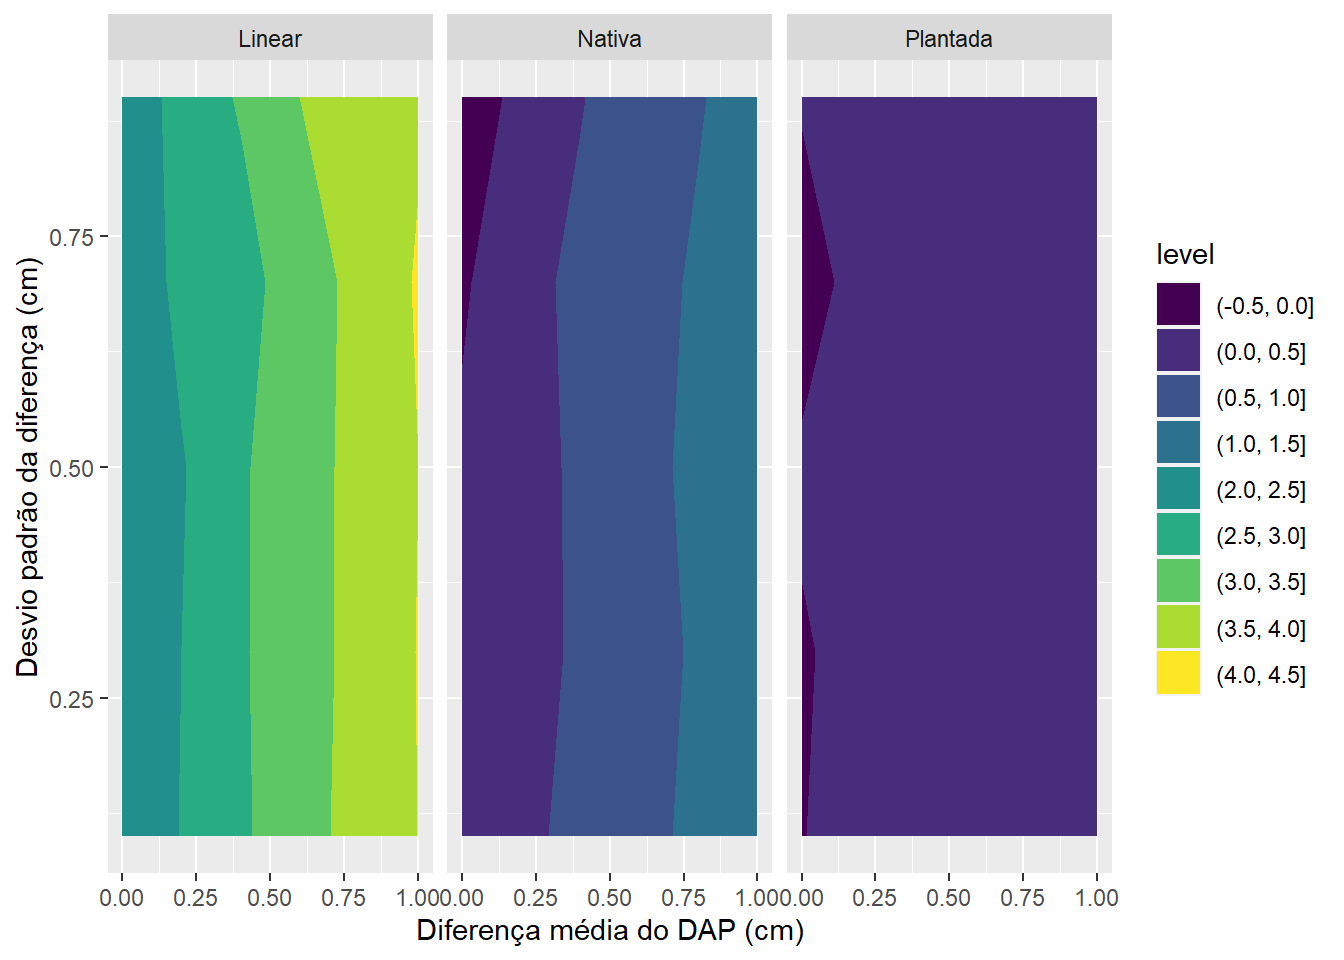 Linear
Nativa
Plantada
0.75
0.50
0.25
Desvio padrão da diferença (cm)
0.00 0.25 0.50 0.75 1.00
0.00 0.25 0.50 0.75 1.00
0.00 0.25 0.50 0.75 1.00
Diferença média do DAP (cm)
level
(-0.5, 0.0]
(0.0, 0.5]
(0.5, 1.0]
(1.0, 1.5]
(2.0, 2.5]
(2.5, 3.0]
(3.0, 3.5]
(3.5, 4.0]
(4.0, 4.5]